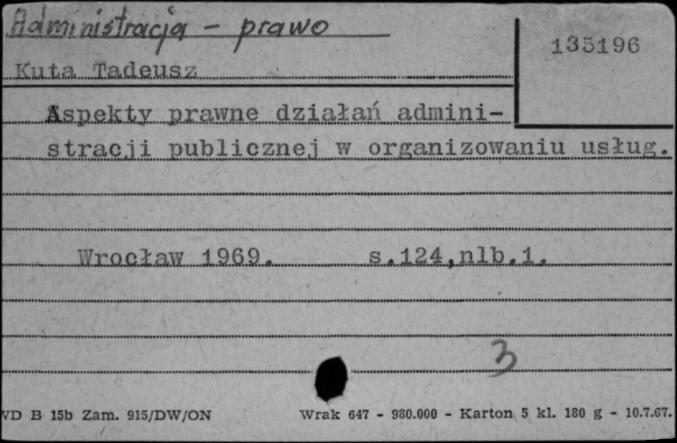 Administracja - prawo
135196
Kuta Tadeusz
Aspekty prawne działań admini-
stracji publicznej w organizowaniu usług.
Wrocław 1969. s.124,nlb.1.
3
VD B 15b Zam. 915/DW/ON Wrak 647 - 980.000 - Karton 5 kl. 180 g - 10.7.67.